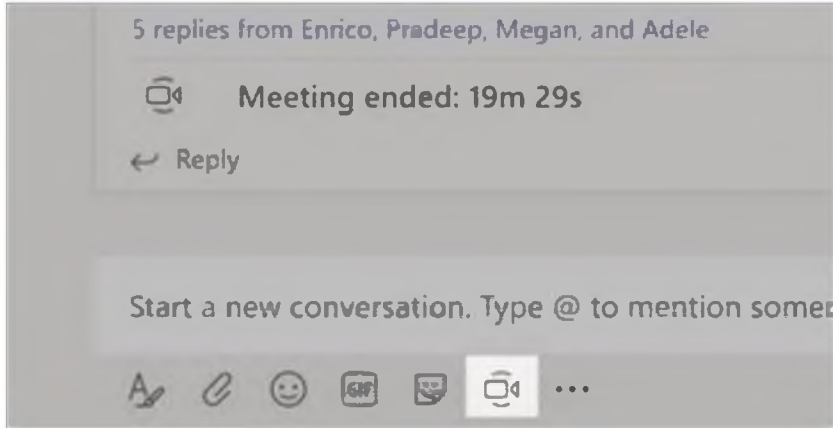 5 replies from Enrico, Pradeep, Megan, and Adele
Meeting ended: 19m 29s
Reply
Start a new conversation. Type @ to mention some
GIF